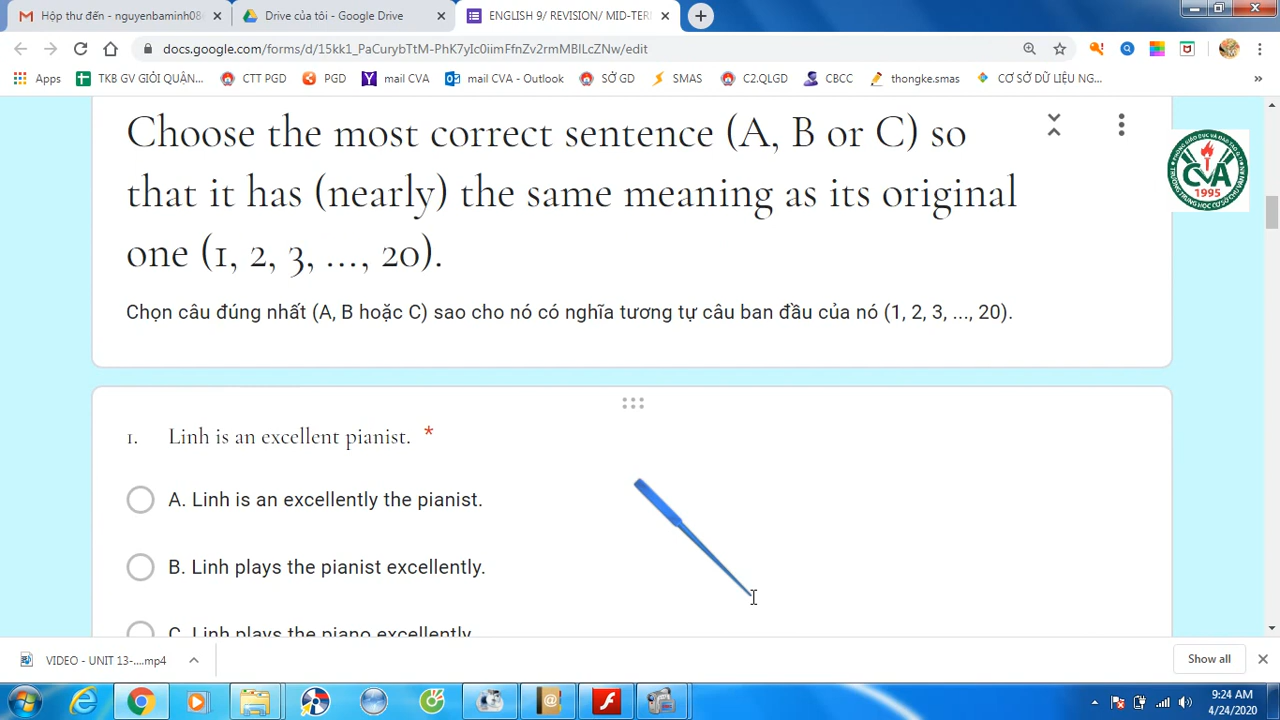 Hộp thư đến - nguyenbaminh08
Drive của tôi - Google Drive
ENGLISH 9/ REVISION/ MID-TER
docs.google.com/forms/d/15kk1_PaCurybTtM-PhK7yIcUHnFfnZv2rmMBILcZNw/edit
Apps
TKB GV GIỎI QUẬN...
CTT PGD
PGD
mail CVA
mail CVA - Outlook
SỞ GD
SMAS
C2.QLGD
CBCC
thongke.smas
CƠ SỞ DỮ LIỆU NG...
»
Choose the most correct sentence (A, B or C) so
that it has (nearly) the same meaning as its original
one (1, 2, 3, ..., 20).
CVA
1995
Chọn câu đúng nhất (A, B hoặc C) sao cho nó có nghĩa tương tự câu ban đầu của nó (1, 2, 3, ..., 20).
1. Linh is an excellent pianist. *
A. Linh is an excellently the pianist.
B. Linh plays the pianist excellently.
C. Linh plays the piano excellently
VIDEO - UNIT 13-....mp4
Show all
9:24 AM
4/24/2020